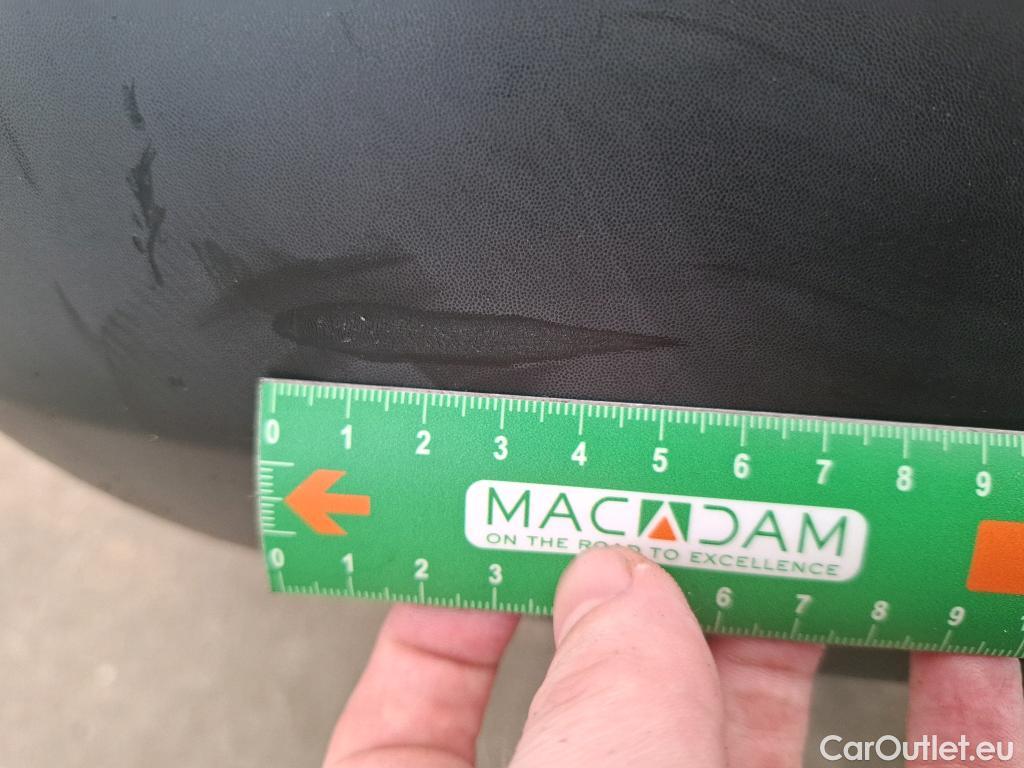 0 1 2 3 4 5 6 7 8 9
MACADAM
ON THE ROAD TO EXCELLENCE
0 1 2 3 6 7 8 9
CarOutlet.eu